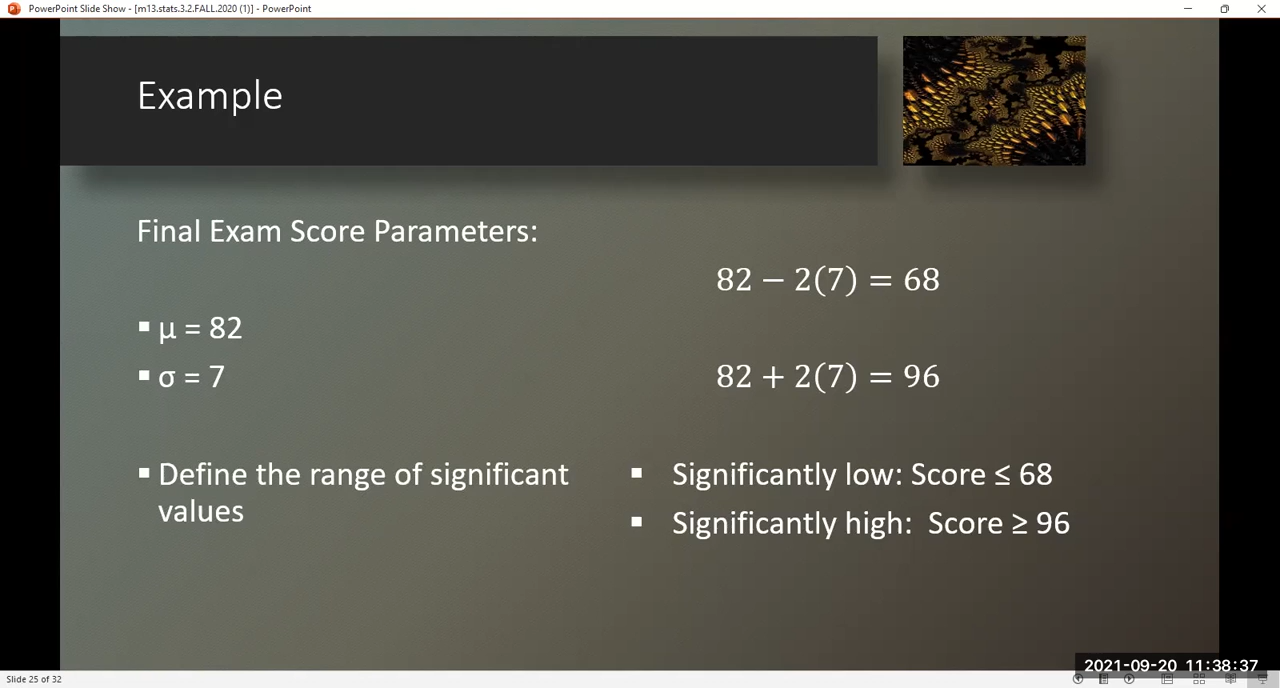 PowerPoint Slide Show - [m13.stats.3.2.FALL.2020 (1)] - PowerPoint
Example
Final Exam Score Parameters:
▪ μ = 82
▪ σ = 7
▪ Define the range of significant
values
82 − 2(7) = 68
82 + 2(7) = 96
▪ Significantly low: Score ≤ 68
▪ Significantly high: Score ≥ 96
2021-09-20 11:38:37
Slide 25 of 32